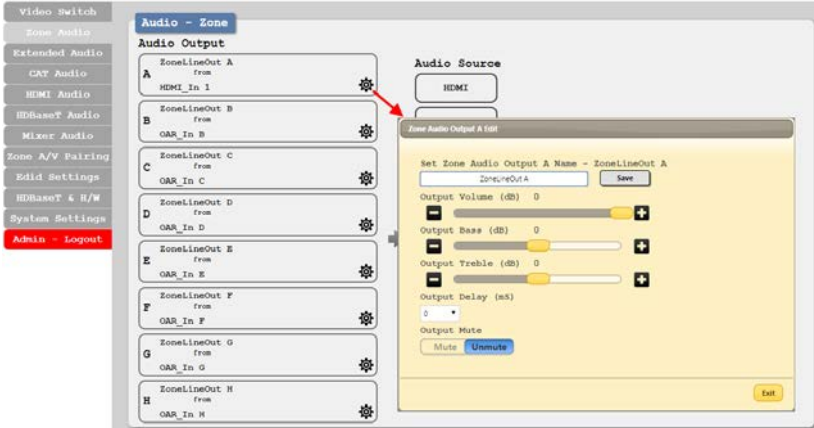 Video Switch
Zone Audio
Extended Audio
CAT Audio
HDMI Audio
HDBaseT Audio
Mixer Audio
Zone A/V Pairing
Edid Settings
HDBaseT & H/W
System Settings
Admin - Logout
Audio - Zone
Audio Output
ZoneLineOut A
A from
HDMI_In 1
ZoneLineOut B
B from
OAR_In B
ZoneLineOut C
C from
OAR_In C
ZoneLineOut D
D from
OAR_In D
ZoneLineOut E
E from
OAR_In E
ZoneLineOut F
F from
OAR_In F
ZoneLineOut G
G from
OAR_In G
ZoneLineOut H
H from
OAR_In H
Audio Source
HDMI
Zone Audio Output A Edit
Set Zone Audio Output A Name - ZoneLineOut A
ZoneLineOut A Save
Output Volume (dB) 0
Output Bass (dB) 0
Output Treble (dB) 0
Output Delay (mS)
0
Output Mute
Mute Unmute
Exit